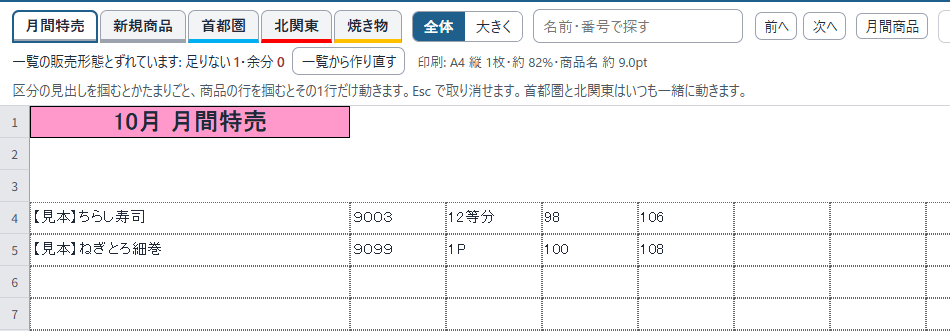 月間特売 新規商品 首都圏 北関東 焼き物 全体 大きく 名前・番号で探す 前へ 次へ 月間商品
一覧の販売形態とずれています: 足りない 1・余分 0 一覧から作り直す 印刷: A4 縦 1枚・約 82%・商品名 約 9.0pt
区分の見出しを掴むとかたまりごと、商品の行を掴むとその1行だけ動きます。Esc で取り消せます。首都圏と北関東はいつも一緒に動きます。
1 10月 月間特売
2
3
4 【見本】ちらし寿司 9003 12等分 98 106
5 【見本】ねぎとろ細巻 9099 1P 100 108
6
7